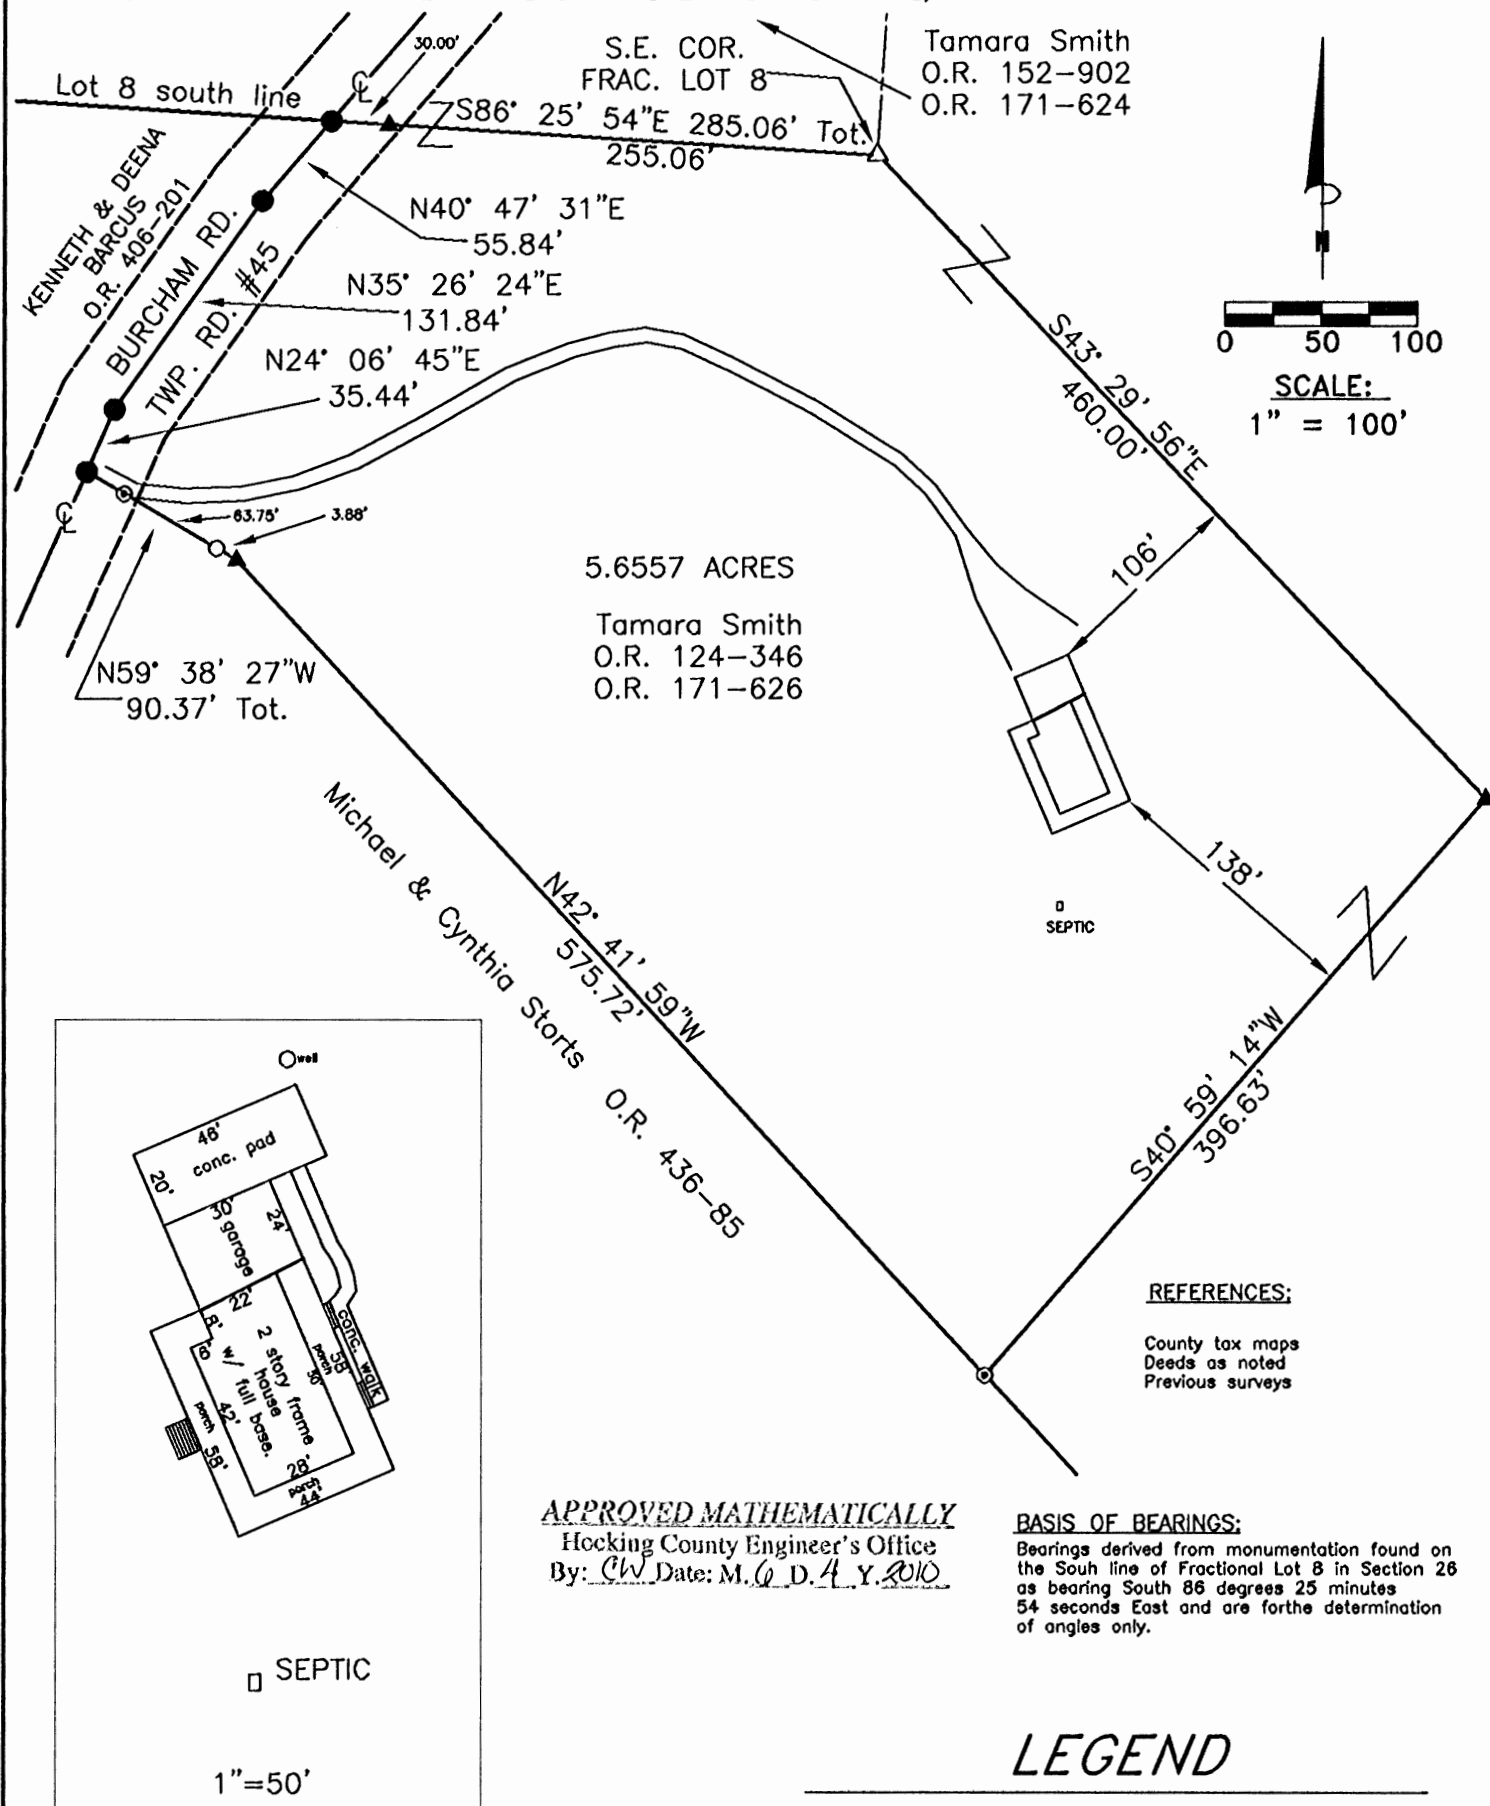 30.00'
S.E. COR.
FRAC. LOT 8
Tamara Smith
O.R. 152-902
O.R. 171-624
Lot 8 south line
℄
S86° 25' 54"E 285.06' Tot.
255.06'
KENNETH & DEENA
BARCUS
O.R. 406-201
BURCHAM RD.
TWP. RD. #45
N40° 47' 31"E
55.84'
N35° 26' 24"E
131.84'
N24° 06' 45"E
35.44'
N
0 50 100
SCALE:
1" = 100'
S43° 29' 56"E
460.00'
℄
63.75'
3.88'
N59° 38' 27"W
90.37' Tot.
5.6557 ACRES
Tamara Smith
O.R. 124-346
O.R. 171-626
106'
138'
SEPTIC
Michael & Cynthia Storts O.R. 436-85
N42° 41' 59"W
575.72'
S40° 59' 14"W
396.63'
well
46'
conc. pad
20'
30'
garage
24'
22'
8'
6'
2 story frame
house
w/ full base.
porch
58'
50'
conc. walk
porch
42'
58'
28'
porch
44'
SEPTIC
1"=50'
REFERENCES:
County tax maps
Deeds as noted
Previous surveys
APPROVED MATHEMATICALLY
Hocking County Engineer's Office
By: CW Date: M. 6 D. 4 Y. 2010
BASIS OF BEARINGS:
Bearings derived from monumentation found on
the Souh line of Fractional Lot 8 in Section 26
as bearing South 86 degrees 25 minutes
54 seconds East and are forthe determination
of angles only.
LEGEND